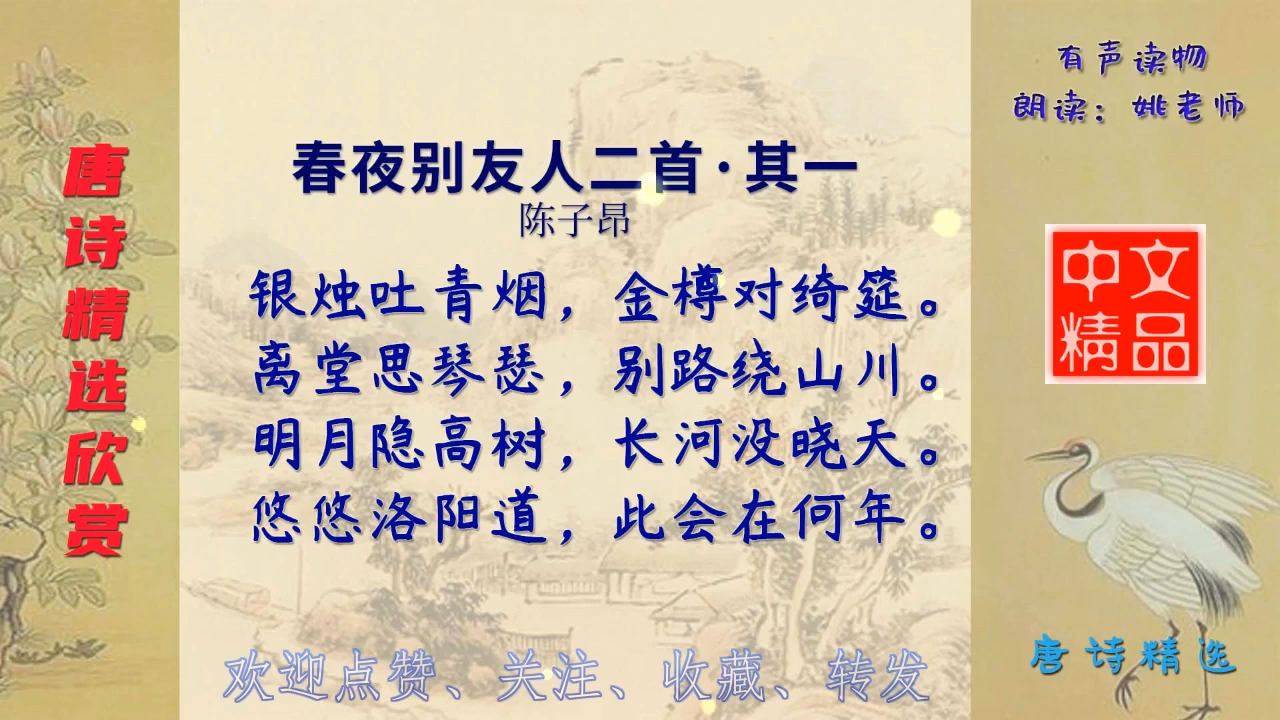 唐诗精选欣赏
春夜别友人二首·其一
陈子昂
银烛吐青烟，金樽对绮筵。
离堂思琴瑟，别路绕山川。
明月隐高树，长河没晓天。
悠悠洛阳道，此会在何年。
欢迎点赞、关注、收藏、转发
有声读物
朗读：姚老师
中文
精品
唐诗精选